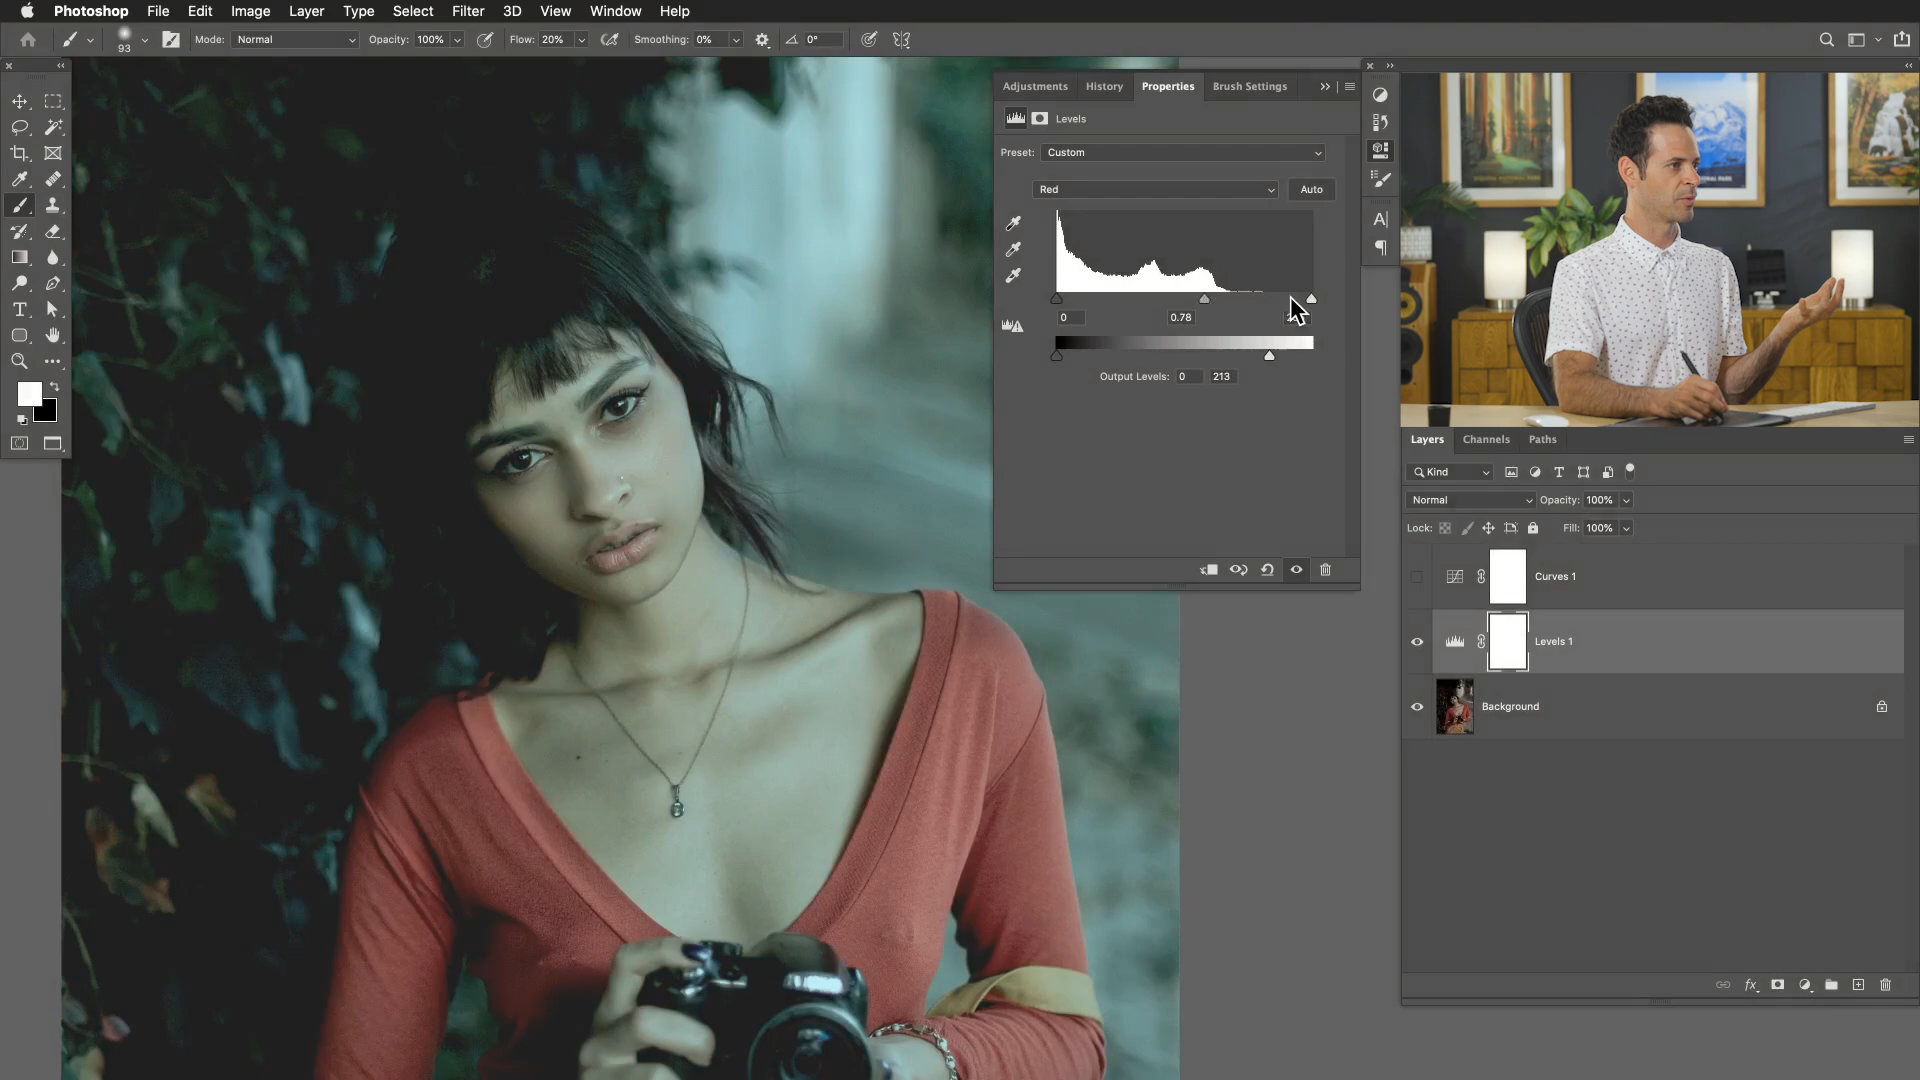 Photoshop File Edit Image Layer Type Select Filter 3D View Window Help
93 Mode: Normal Opacity: 100% Flow: 20% Smoothing: 0% 0°
Adjustments History Properties Brush Settings
Levels
Preset: Custom
Red Auto
0 0.78
Output Levels: 0 213
A|
Layers Channels Paths
Kind
Normal Opacity: 100%
Lock: Fill: 100%
Curves 1
Levels 1
Background
fx